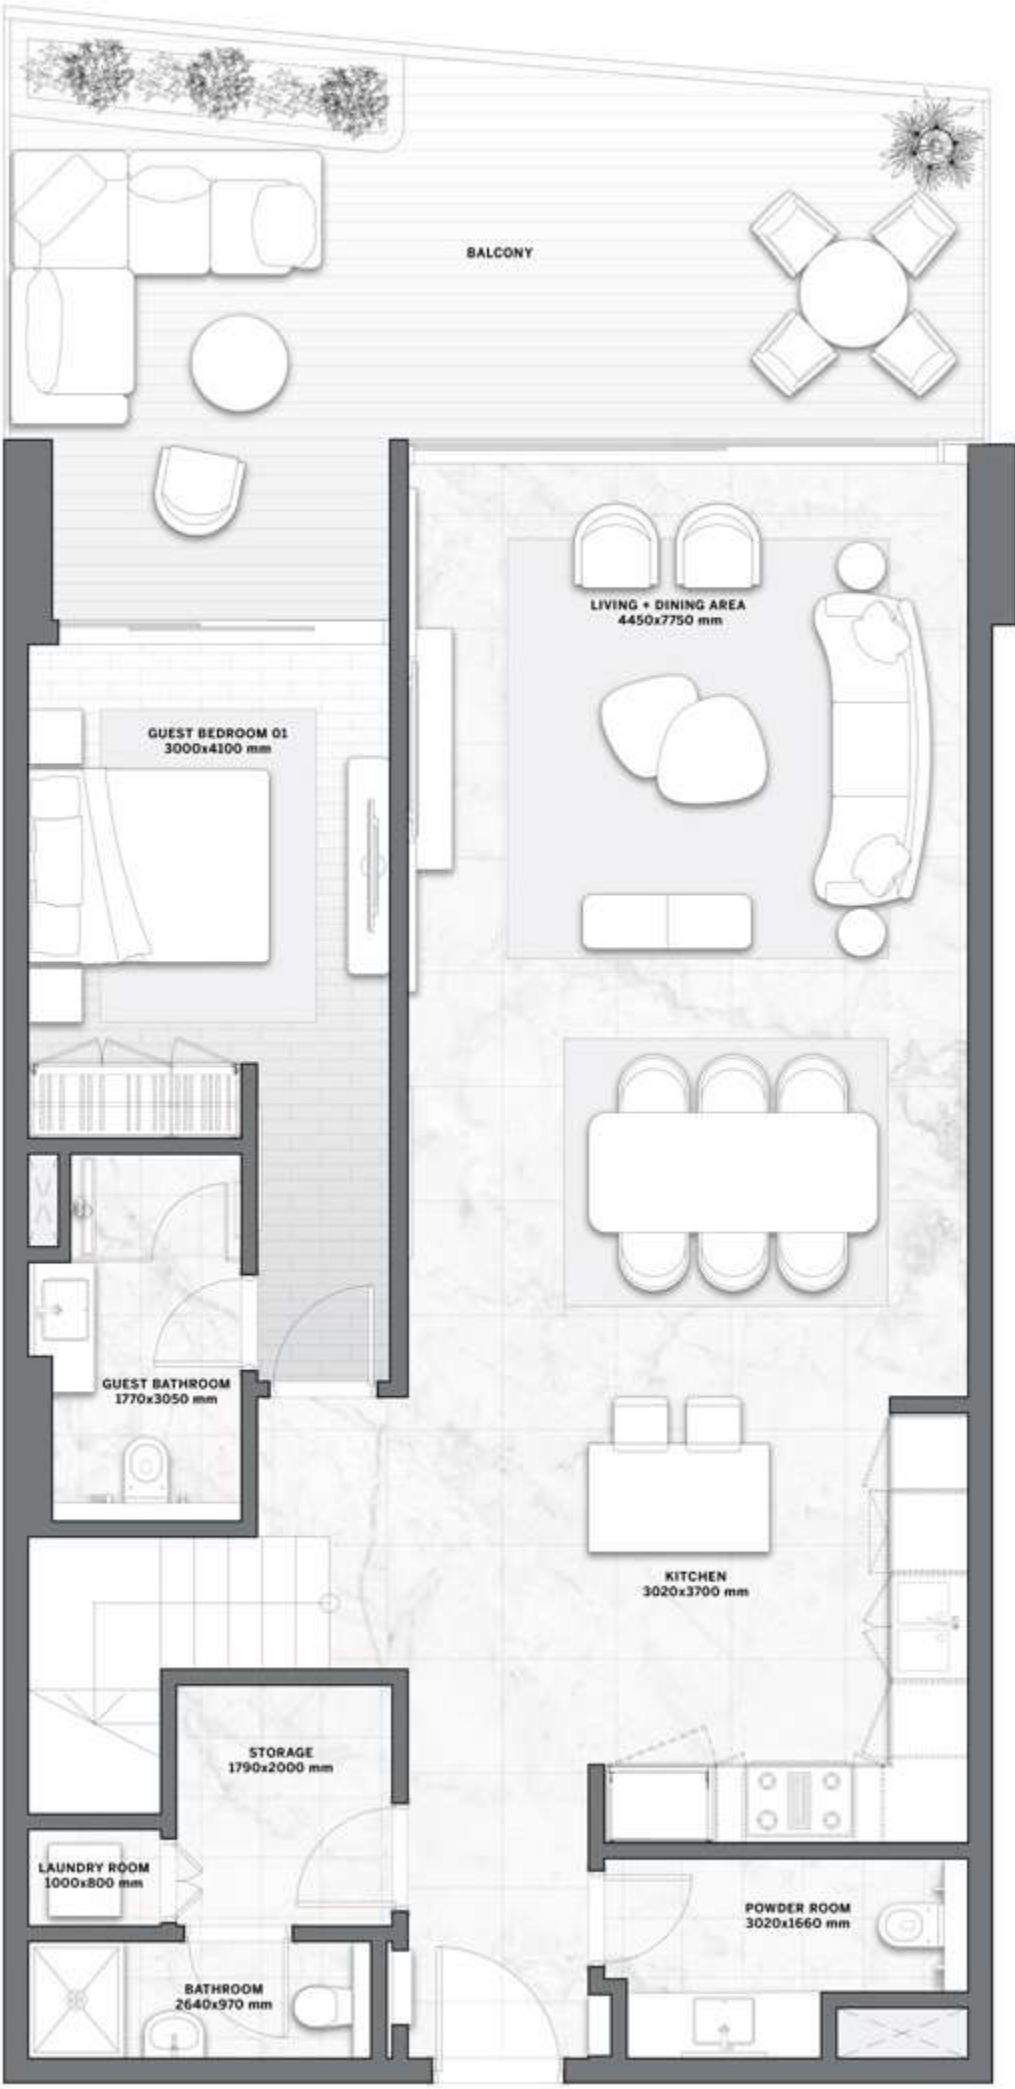 BALCONY
LIVING + DINING AREA
4450x7750 mm
GUEST BEDROOM 01
3000x4100 mm
GUEST BATHROOM
1770x3050 mm
KITCHEN
3020x3700 mm
STORAGE
1790x2000 mm
LAUNDRY ROOM
1000x800 mm
POWDER ROOM
3020x1660 mm
BATHROOM
2640x970 mm